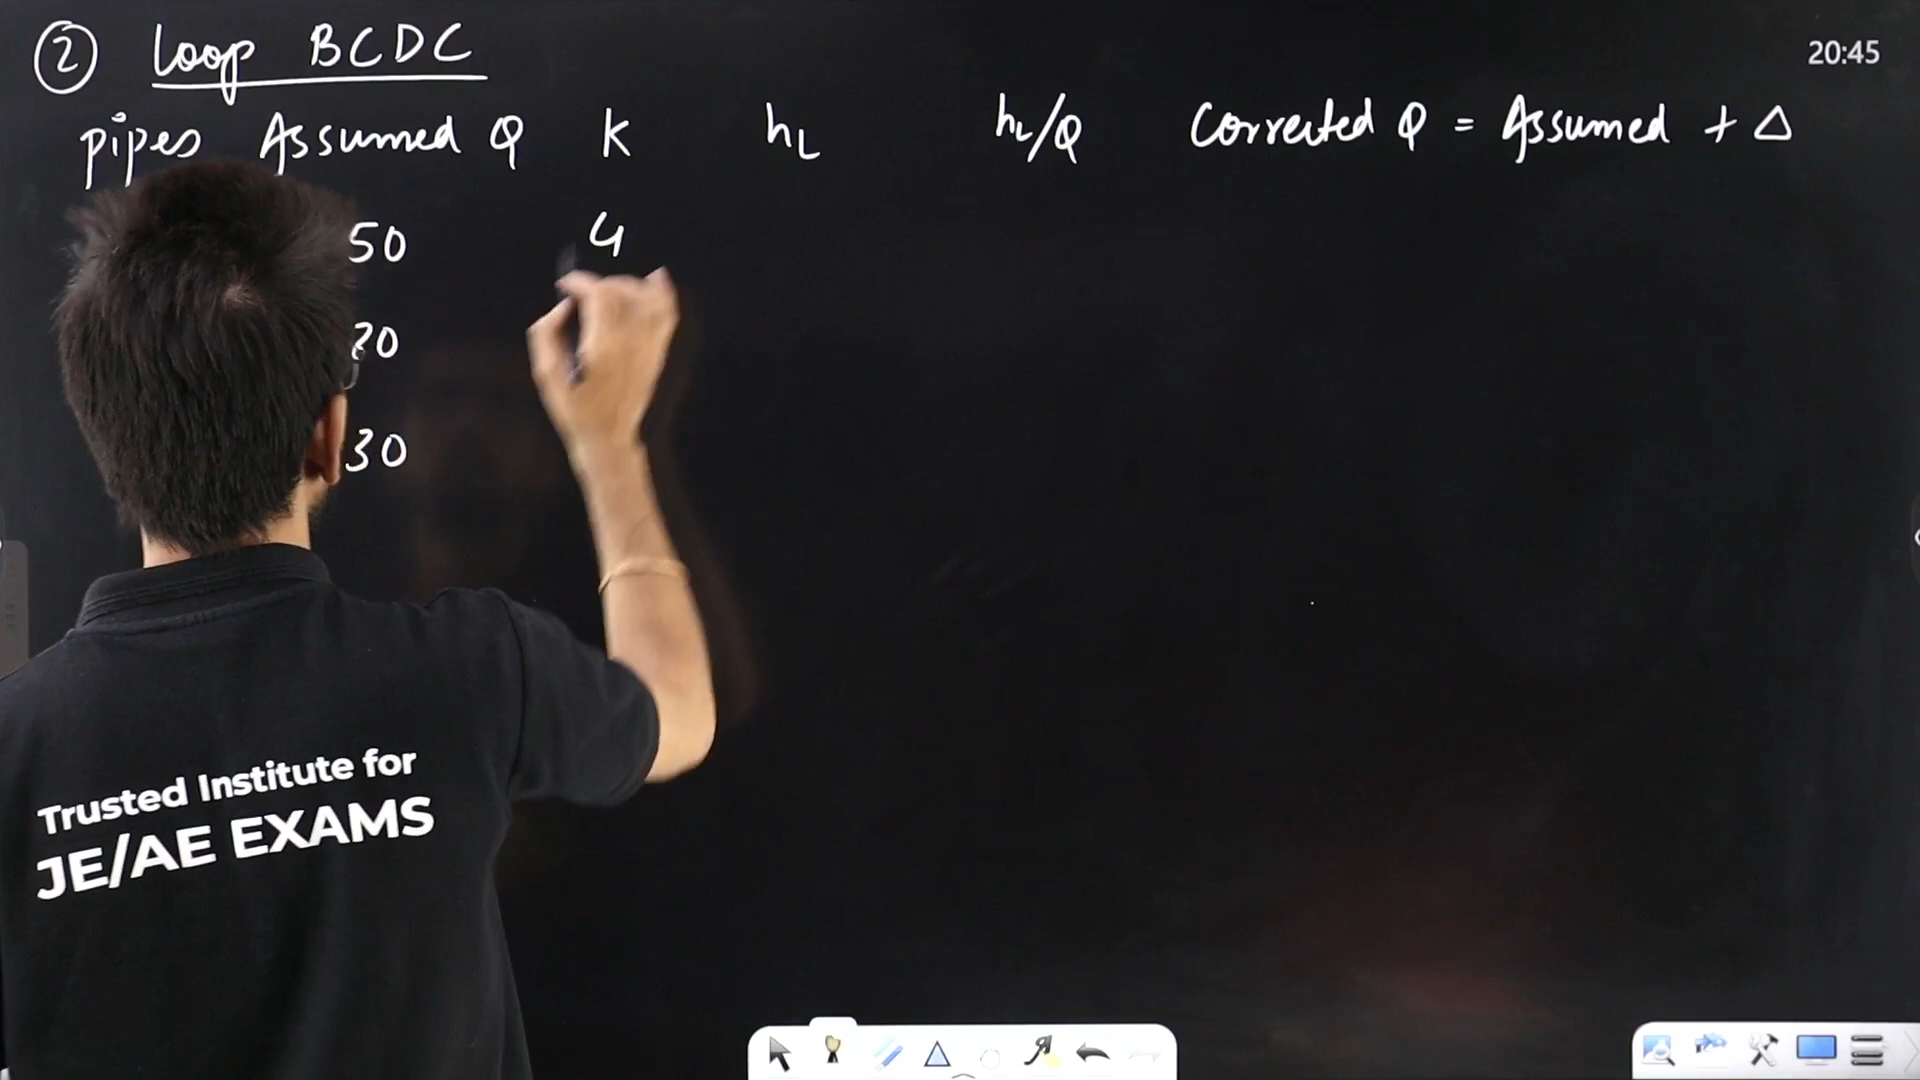 ② Loop BCDC
20:45
pipes Assumed Q K hL hL/Q Corrected Q = Assumed + Δ
50 4
20
30
Trusted Institute for
JE/AE EXAMS